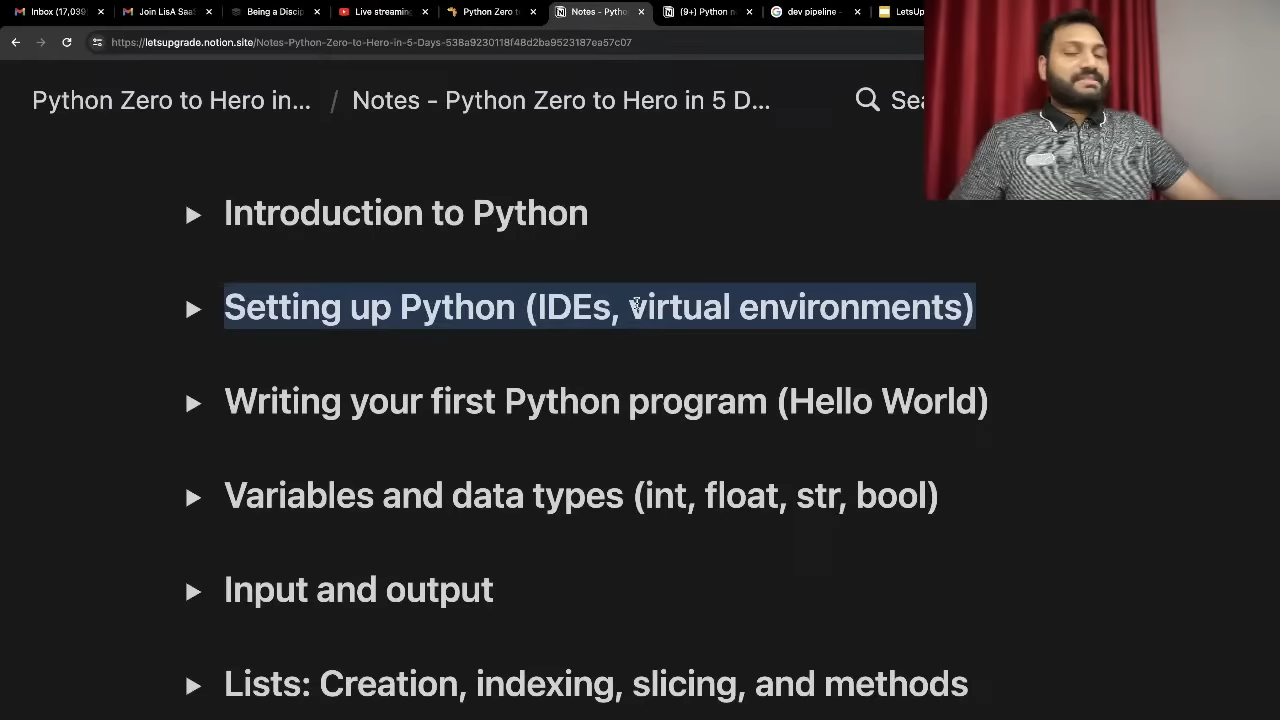 Inbox (17,039
Join LisA Saa
Being a Discip
Live streamin
Python Zero t
Notes - Pytho
(9+) Python n
dev pipeline -
LetsUp
https://letsupgrade.notion.site/Notes-Python-Zero-to-Hero-in-5-Days-538a9230118f48d2ba9523187ea57c07
Python Zero to Hero in... / Notes - Python Zero to Hero in 5 D... Sea
Introduction to Python
Setting up Python (IDEs, virtual environments)
Writing your first Python program (Hello World)
Variables and data types (int, float, str, bool)
Input and output
Lists: Creation, indexing, slicing, and methods